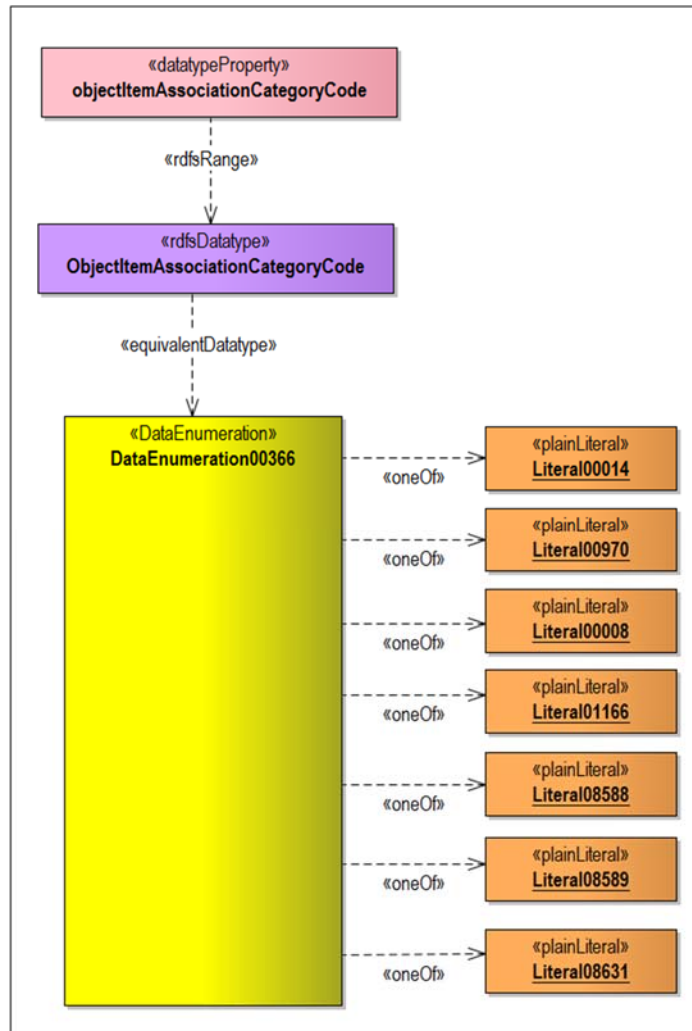 «datatypeProperty»
objectItemAssociationCategoryCode
«rdfsRange»
«rdfsDatatype»
ObjectItemAssociationCategoryCode
«equivalentDatatype»
«DataEnumeration»
DataEnumeration00366
«plainLiteral»
Literal00014
«oneOf»
«plainLiteral»
Literal00970
«oneOf»
«plainLiteral»
Literal00008
«oneOf»
«plainLiteral»
Literal01166
«oneOf»
«plainLiteral»
Literal08588
«oneOf»
«plainLiteral»
Literal08589
«oneOf»
«plainLiteral»
Literal08631
«oneOf»